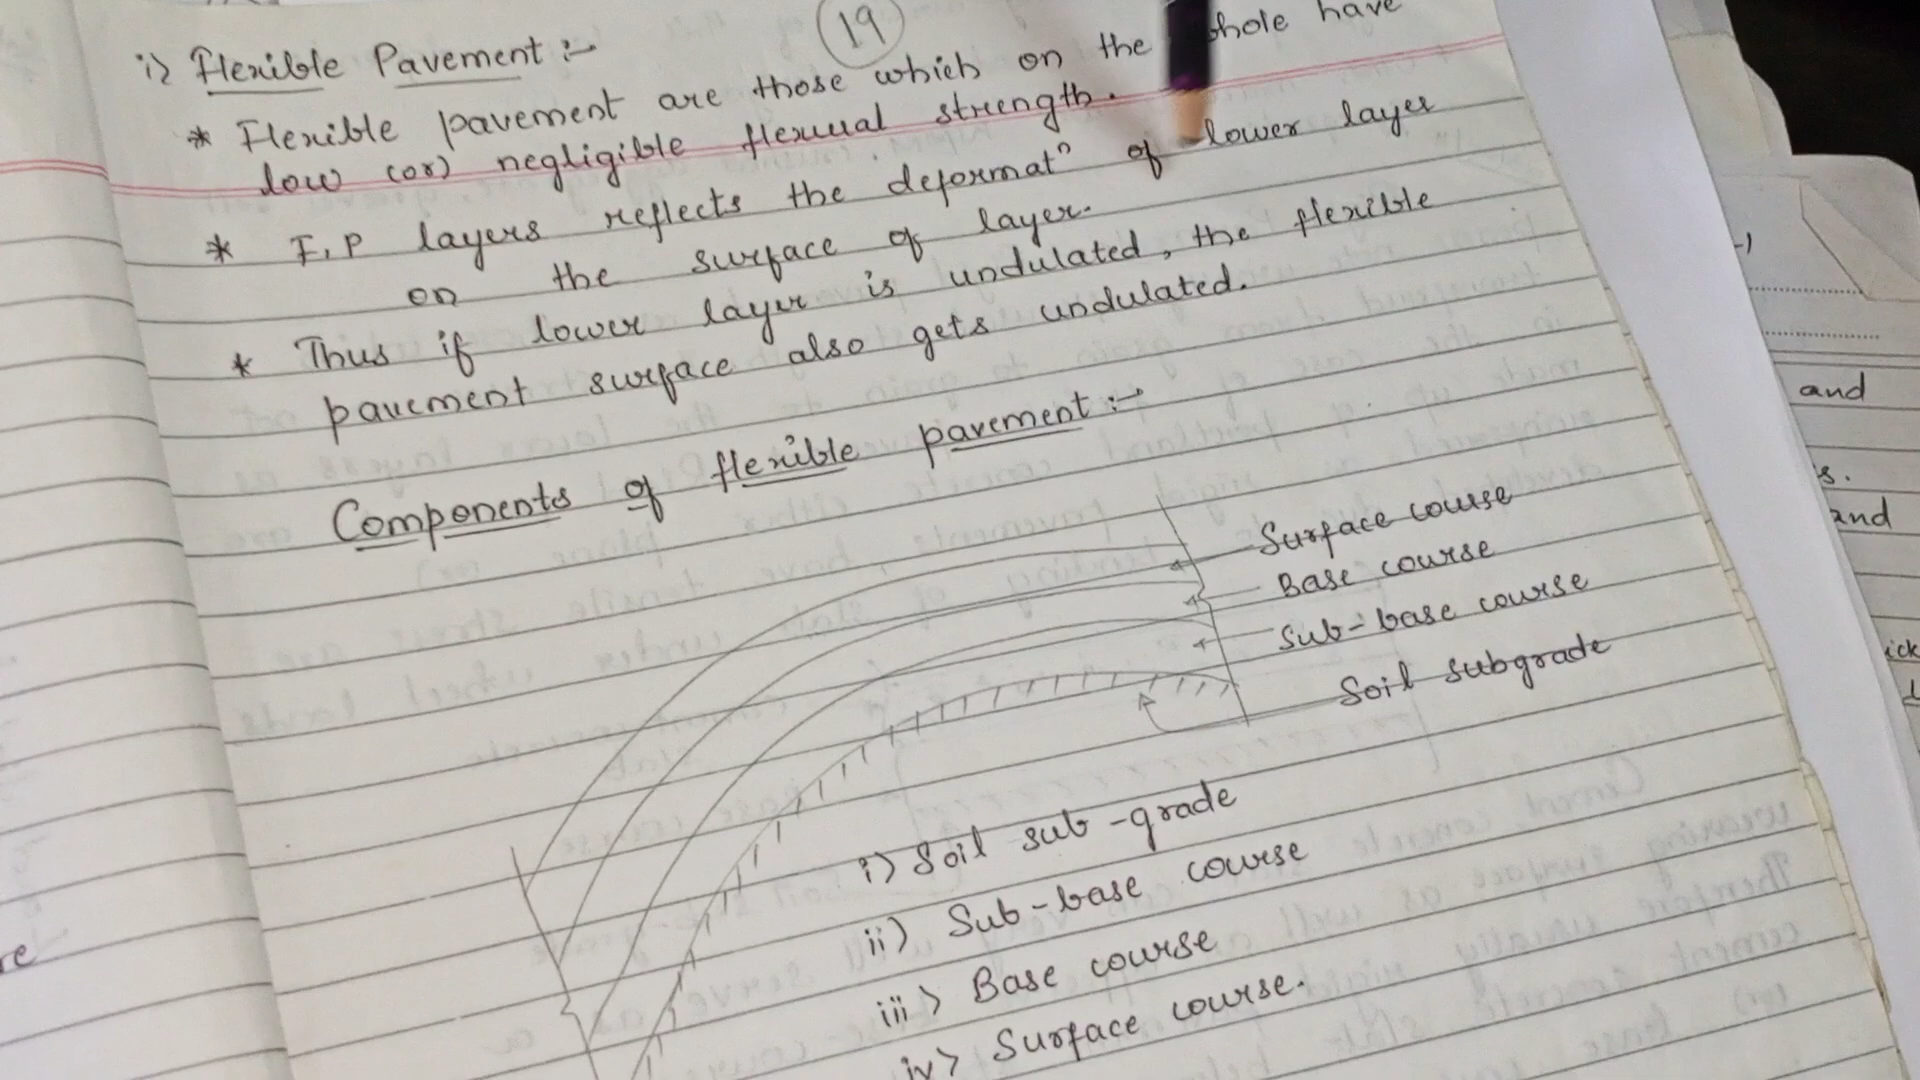 19
i) Flexible Pavement :-
* Flexible pavement are those which on the whole have
low (or) negligible flexual strength.
* F.P layers reflects the deformatn of lower layer
on the surface of layer.
* Thus if lower layer is undulated, the flexible
pavement surface also gets undulated.
Components of flexible pavement :-
Surface course
Base course
Sub-base course
Soil subgrade
i) Soil sub-grade
ii) Sub-base course
iii) Base course
iv) Surface course.
and
s.
and